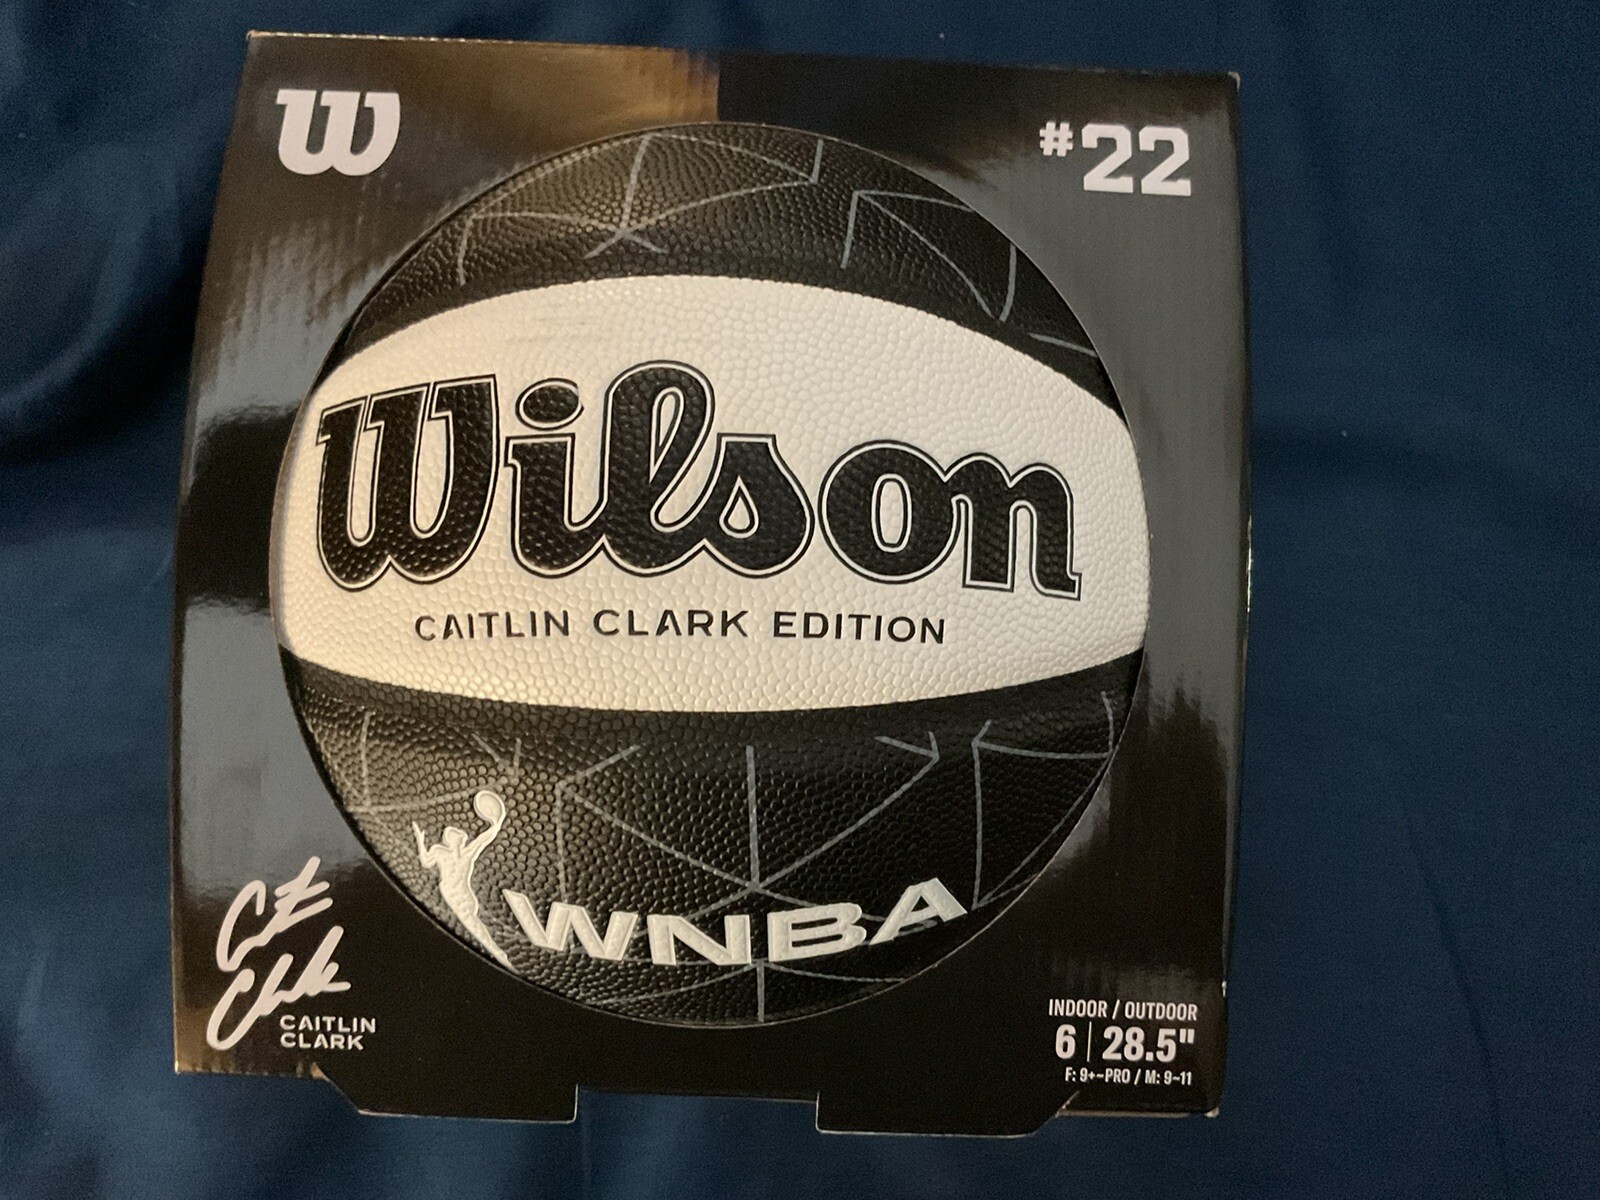 W
#22
Wilson
CAITLIN CLARK EDITION
WNBA
CAITLIN
CLARK
INDOOR / OUTDOOR
6 | 28.5"
F: 9+–PRO / M: 9–11